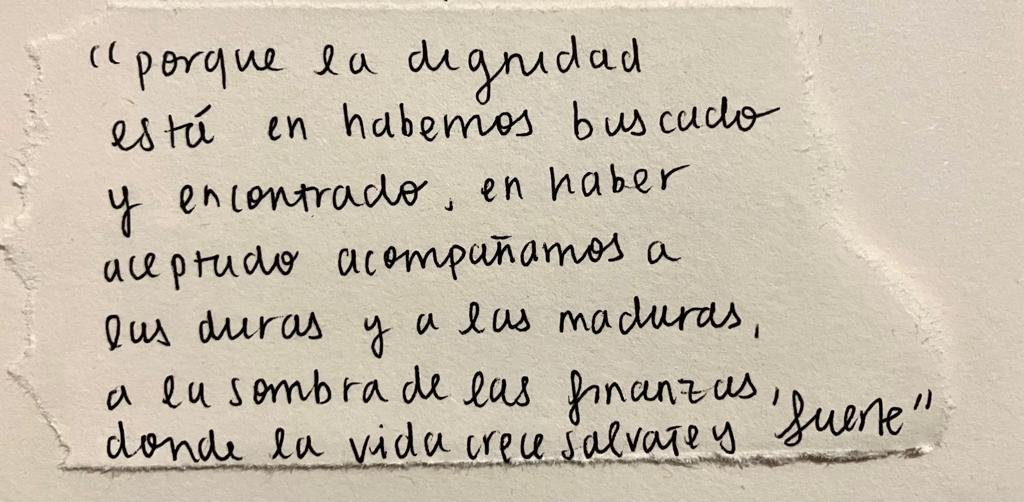 “porque la dignidad
está en habernos buscado
y encontrado, en haber
aceptado acompañarnos a
las duras y a las maduras,
a la sombra de las finanzas,
donde la vida crece salvaje y fuerte”